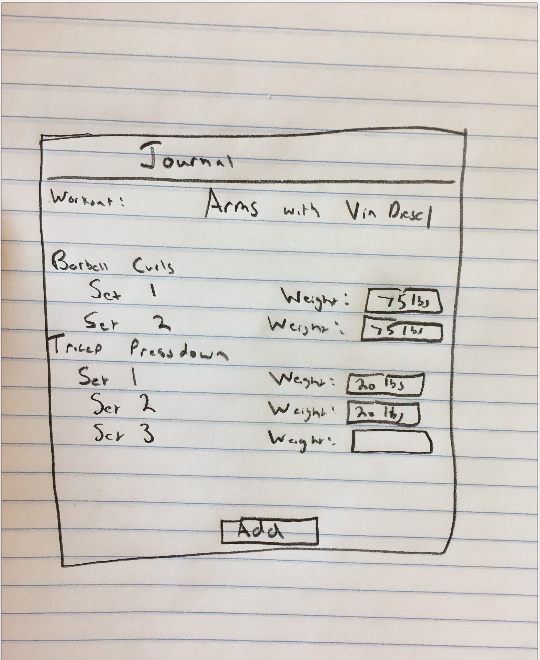 Journal
Workout: Arms with Vin Diesel
Barbell Curls
Set 1 Weight: 75 lbs
Set 2 Weight: 75 lbs
Tricep Pressdown
Set 1 Weight: 20 lbs
Set 2 Weight: 20 lbs
Set 3 Weight:
Add